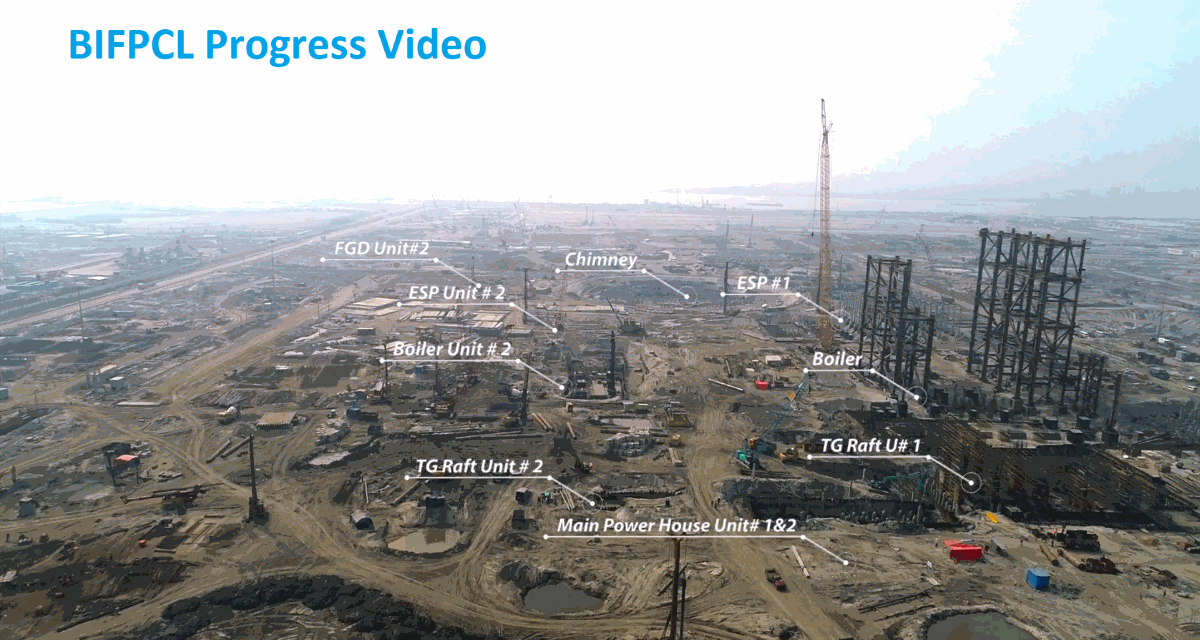 BIFPCL Progress Video
FGD Unit#2
Chimney
ESP Unit # 2
ESP #1
Boiler Unit # 2
Boiler
TG Raft U# 1
TG Raft Unit # 2
Main Power House Unit# 1&2